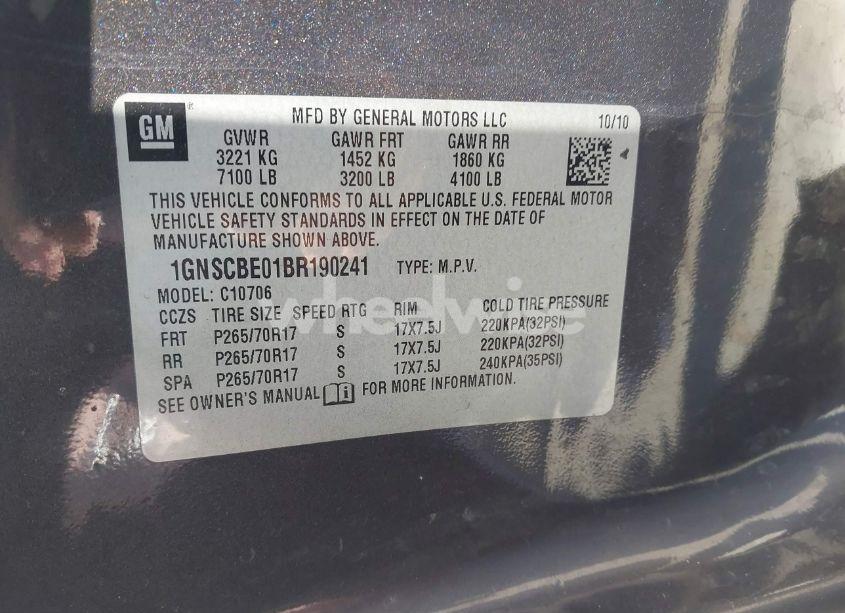 GM
MFD BY GENERAL MOTORS LLC 10/10
GVWR GAWR FRT GAWR RR
3221 KG 1452 KG 1860 KG
7100 LB 3200 LB 4100 LB
THIS VEHICLE CONFORMS TO ALL APPLICABLE U.S. FEDERAL MOTOR
VEHICLE SAFETY STANDARDS IN EFFECT ON THE DATE OF
MANUFACTURE SHOWN ABOVE.
1GNSCBE01BR190241 TYPE: M.P.V.
MODEL: C10706
CCZS TIRE SIZE SPEED RTG RIM COLD TIRE PRESSURE
FRT P265/70R17 S 17X7.5J 220KPA(32PSI)
RR P265/70R17 S 17X7.5J 220KPA(32PSI)
SPA P265/70R17 S 17X7.5J 240KPA(35PSI)
SEE OWNER'S MANUAL FOR MORE INFORMATION.
wheelwise